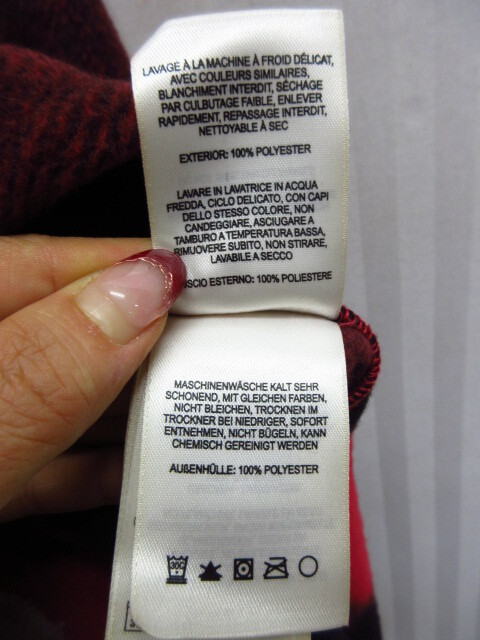 LAVAGE À LA MACHINE À FROID DÉLICAT,
AVEC COULEURS SIMILAIRES,
BLANCHIMENT INTERDIT, SÉCHAGE
PAR CULBUTAGE FAIBLE, ENLEVER
RAPIDEMENT, REPASSAGE INTERDIT,
NETTOYABLE À SEC
EXTERIOR: 100% POLYESTER
LAVARE IN LAVATRICE IN ACQUA
FREDDA, CICLO DELICATO, CON CAPI
DELLO STESSO COLORE, NON
CANDEGGIARE, ASCIUGARE A
TAMBURO A TEMPERATURA BASSA,
RIMUOVERE SUBITO, NON STIRARE,
LAVABILE A SECCO
ESTERNO: 100% POLIESTERE
MASCHINENWÄSCHE KALT SEHR
SCHONEND, MIT GLEICHEN FARBEN,
NICHT BLEICHEN, TROCKNEN IM
TROCKNER BEI NIEDRIGER, SOFORT
ENTNEHMEN, NICHT BÜGELN, KANN
CHEMISCH GEREINIGT WERDEN
AUßENHÜLLE: 100% POLYESTER
30C